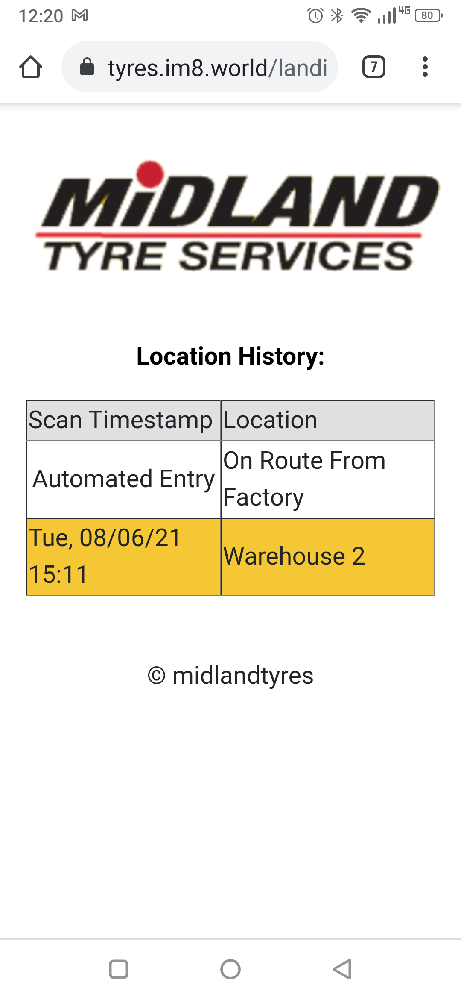 12:20
4G
80
tyres.im8.world/landi
7
MiDLAND
TYRE SERVICES
Location History:
Scan Timestamp Location
Automated Entry On Route From
Factory
Tue, 08/06/21
15:11 Warehouse 2
© midlandtyres